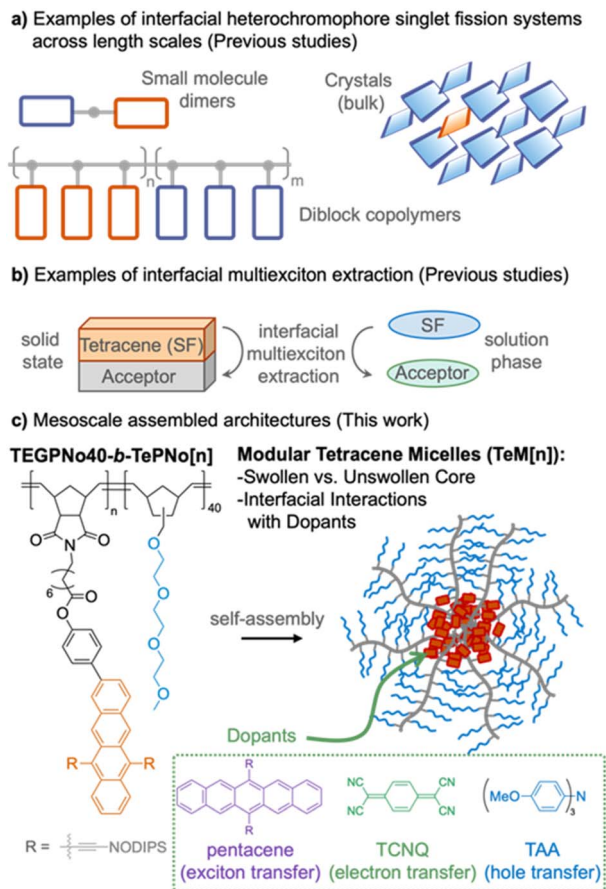 a) Examples of interfacial heterochromophore singlet fission systems
across length scales (Previous studies)
Small molecule
dimers
Crystals
(bulk)
n
m
Diblock copolymers
b) Examples of interfacial multiexciton extraction (Previous studies)
solid
state
Tetracene (SF)
Acceptor
interfacial
multiexciton
extraction
SF
Acceptor
solution
phase
c) Mesoscale assembled architectures (This work)
TEGPNo40-b-TePNo[n]
Modular Tetracene Micelles (TeM[n]):
-Swollen vs. Unswollen Core
-Interfacial Interactions
with Dopants
n
40
O
N
O
O
6
O
O
O
O
O
self-assembly
Dopants
R
R
R
R
NC
CN
NC
CN
(MeO
)3
N
pentacene
(exciton transfer)
TCNQ
(electron transfer)
TAA
(hole transfer)
R =
NODIPS